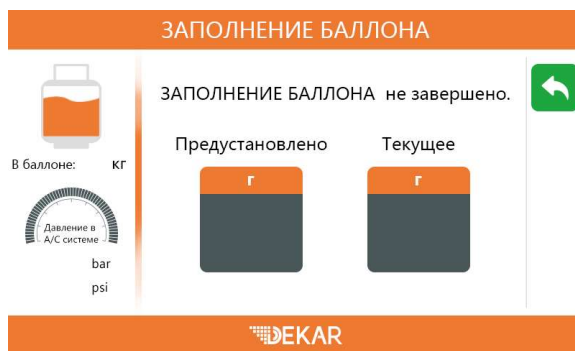 ЗАПОЛНЕНИЕ БАЛЛОНА
ЗАПОЛНЕНИЕ БАЛЛОНА не завершено.
Предустановлено Текущее
г г
В баллоне: кг
Давление в
A/C системе
bar
psi
DEKAR